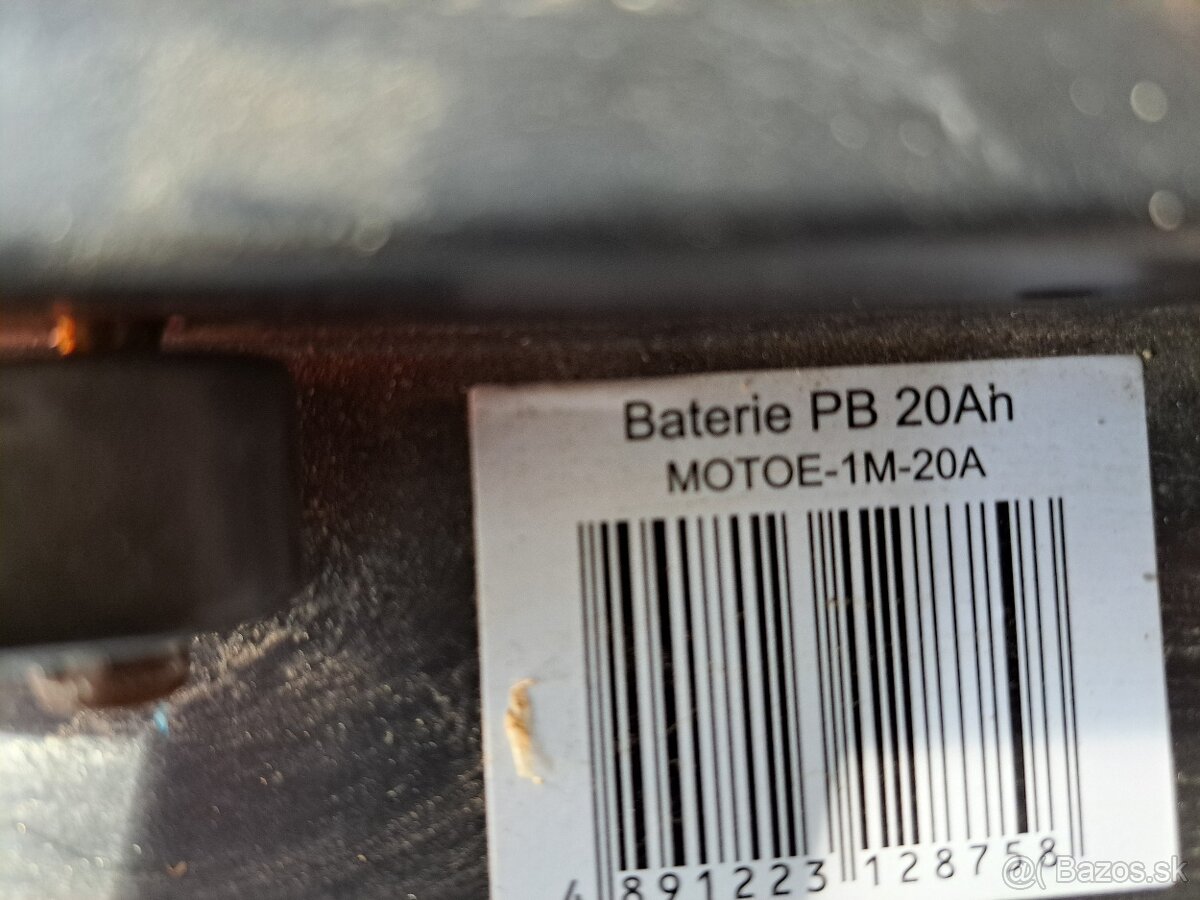 Baterie PB 20Ah
MOTOE-1M-20A
4 891223 128758
@( Bazos.sk